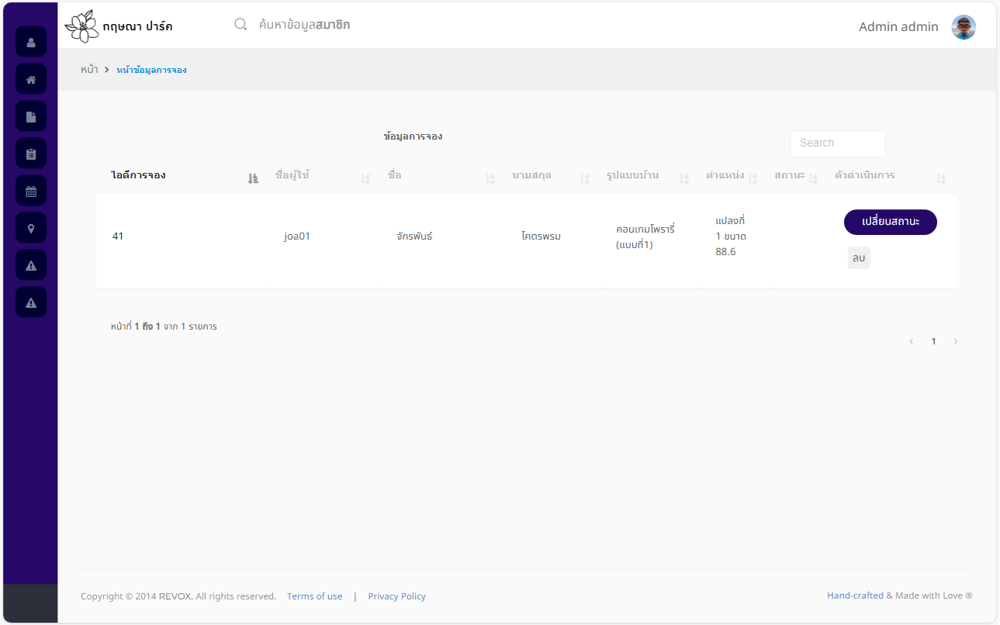 กฤษณา ปาร์ค
ค้นหาข้อมูลสมาชิก
Admin admin
หน้า
หน้าข้อมูลการจอง
ข้อมูลการจอง
Search
ไอดีการจอง ชื่อผู้ใช้ ชื่อ นามสกุล รูปแบบบ้าน ตำแหน่ง สถานะ ตัวดำเนินการ
41 joa01 จักรพันธ์ โคตรพรม
คอนเทมโพรารี่
(แบบที่1)
แปลงที่
1 ขนาด
88.6
เปลี่ยนสถานะ
ลบ
หน้าที่ 1 ถึง 1 จาก 1 รายการ
‹ 1 ›
Copyright © 2014 REVOX. All rights reserved. Terms of use | Privacy Policy
Hand-crafted & Made with Love ®